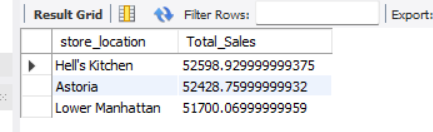 Result Grid Filter Rows: Export:
store_location Total_Sales
Hell's Kitchen 52598.929999999375
Astoria 52428.75999999932
Lower Manhattan 51700.06999999959